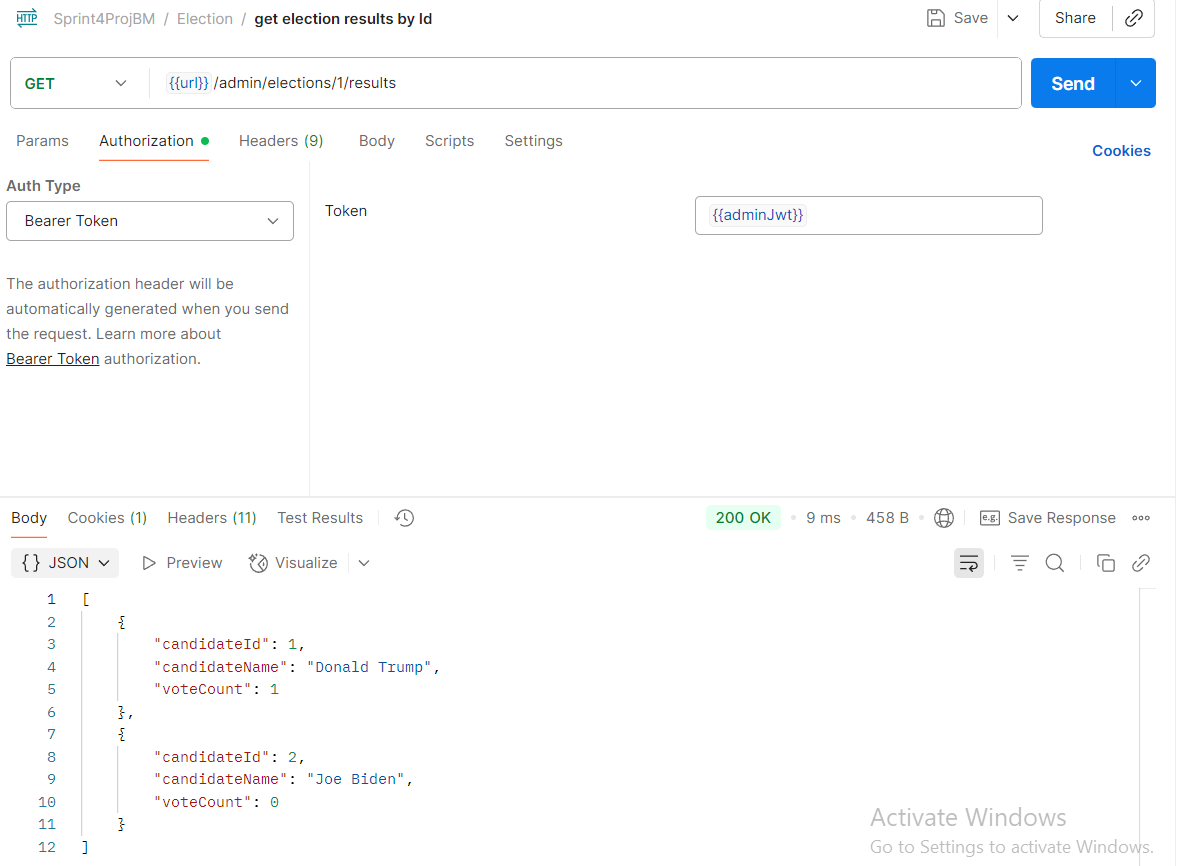 HTTP Sprint4ProjBM / Election / get election results by Id Save Share
GET {{url}} /admin/elections/1/results Send
Params Authorization Headers (9) Body Scripts Settings Cookies
Auth Type
Bearer Token
Token {{adminJwt}}
The authorization header will be
automatically generated when you send
the request. Learn more about
Bearer Token authorization.
Body Cookies (1) Headers (11) Test Results 200 OK • 9 ms • 458 B • e.g. Save Response
{} JSON Preview Visualize
1 [
2 {
3 "candidateId": 1,
4 "candidateName": "Donald Trump",
5 "voteCount": 1
6 },
7 {
8 "candidateId": 2,
9 "candidateName": "Joe Biden",
10 "voteCount": 0
11 }
12 ]
Activate Windows
Go to Settings to activate Windows.